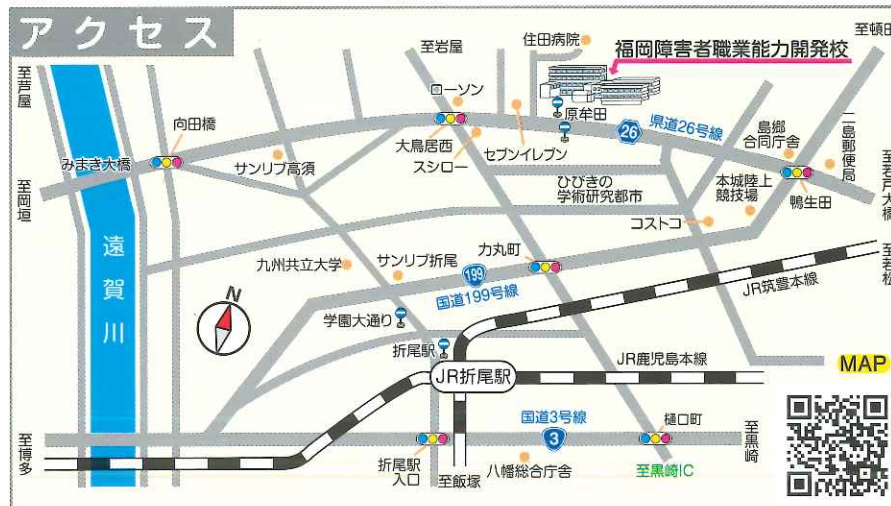 アクセス
至岩屋
住田病院
福岡障害者職業能力開発校
至頓田
至芦屋
ローソン
向田橋
原牟田
26
県道26号線
島郷
合同庁舎
二島郵便局
大鳥居西
スシロー
セブンイレブン
みまき大橋
サンリブ高須
至岡垣
ひびきの
学術研究都市
本城陸上
競技場
鴨生田
至若戸大橋
コストコ
遠賀川
九州共立大学
サンリブ折尾
力丸町
199
国道199号線
至若松
JR筑豊本線
N
学園大通り
折尾駅
JR折尾駅
JR鹿児島本線
MAP
国道3号線
3
樋口町
至博多
至黒崎
折尾駅
入口
至飯塚
八幡総合庁舎
至黒崎IC